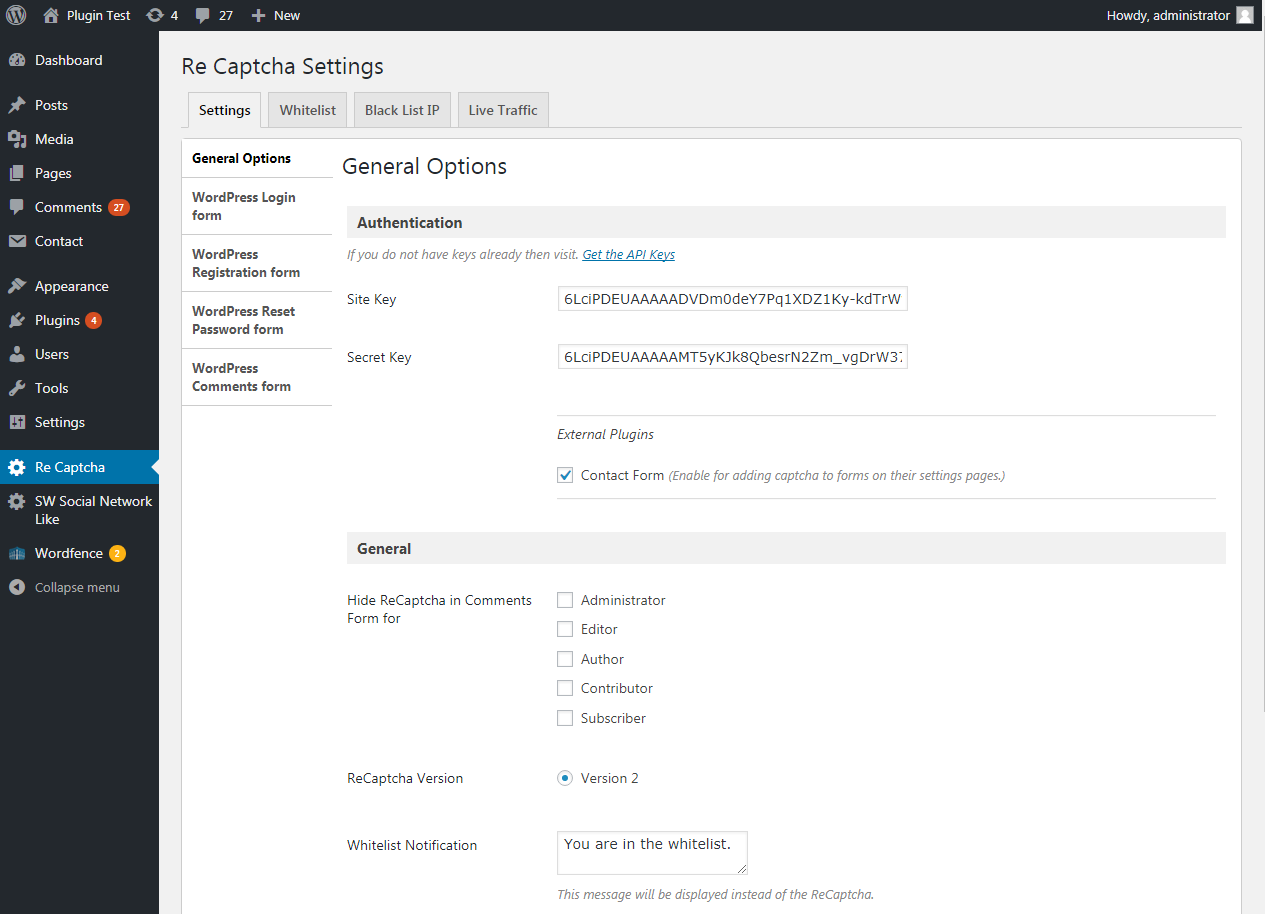 Plugin Test 4 27 New Howdy, administrator
Dashboard
Posts
Media
Pages
Comments 27
Contact
Appearance
Plugins 4
Users
Tools
Settings
Re Captcha
SW Social Network
Like
Wordfence 2
Collapse menu
Re Captcha Settings
Settings Whitelist Black List IP Live Traffic
General Options
WordPress Login
form
WordPress
Registration form
WordPress Reset
Password form
WordPress
Comments form
General Options
Authentication
If you do not have keys already then visit. Get the API Keys
Site Key 6LciPDEUAAAAADVDm0deY7Pq1XDZ1Ky-kdTrW
Secret Key 6LciPDEUAAAAAMT5yKJk8QbesrN2Zm_vgDrW37
External Plugins
Contact Form (Enable for adding captcha to forms on their settings pages.)
General
Hide ReCaptcha in Comments
Form for
Administrator
Editor
Author
Contributor
Subscriber
ReCaptcha Version Version 2
Whitelist Notification You are in the whitelist.
This message will be displayed instead of the ReCaptcha.